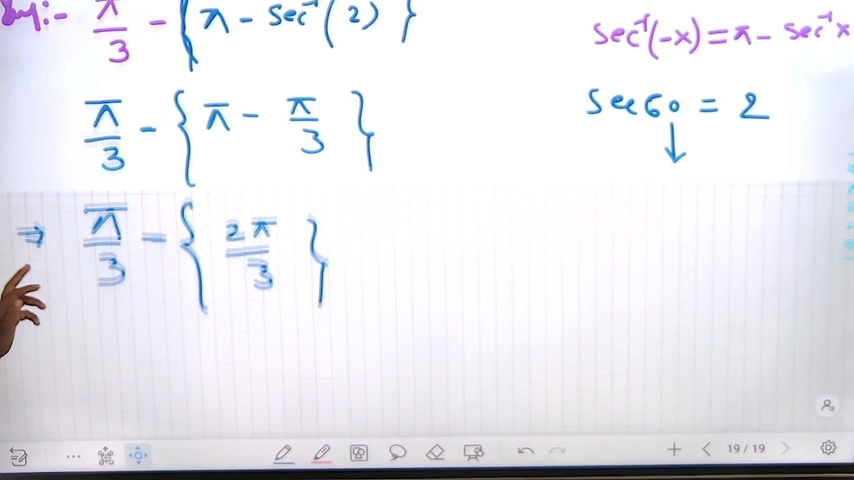 π/3 - {π - sec⁻¹(2)}
sec⁻¹(-x) = π - sec⁻¹x
π/3 - {π - π/3}
sec60 = 2
⇒ π/3 - {2π/3}
19/19